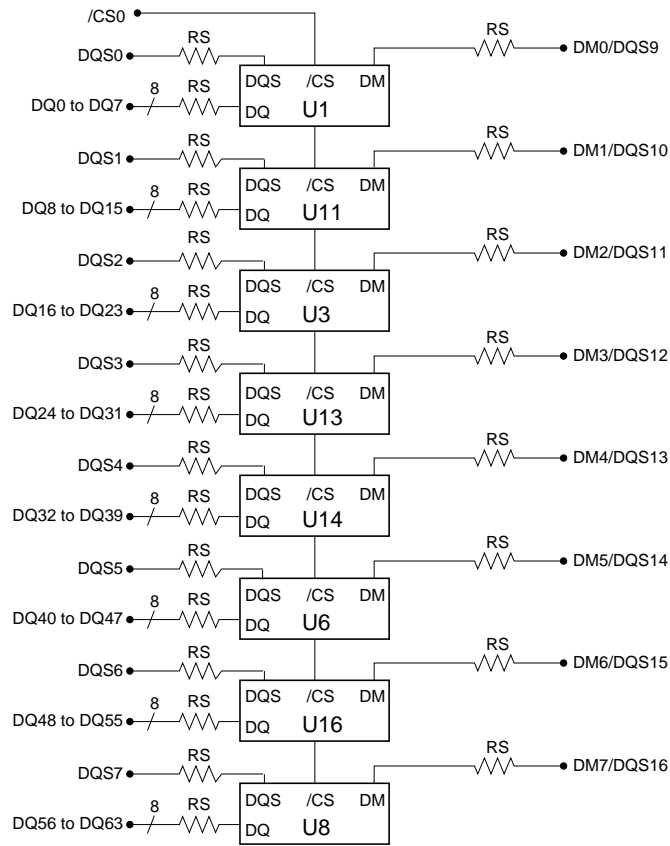 /CS0
RS RS
DQS0 DM0/DQS9
8 RS DQS /CS DM
DQ0 to DQ7 DQ U1
RS RS
DQS1 DM1/DQS10
8 RS DQS /CS DM
DQ8 to DQ15 DQ U11
RS RS
DQS2 DM2/DQS11
8 RS DQS /CS DM
DQ16 to DQ23 DQ U3
RS RS
DQS3 DM3/DQS12
8 RS DQS /CS DM
DQ24 to DQ31 DQ U13
RS RS
DQS4 DM4/DQS13
8 RS DQS /CS DM
DQ32 to DQ39 DQ U14
RS RS
DQS5 DM5/DQS14
8 RS DQS /CS DM
DQ40 to DQ47 DQ U6
RS RS
DQS6 DM6/DQS15
8 RS DQS /CS DM
DQ48 to DQ55 DQ U16
RS RS
DQS7 DM7/DQS16
8 RS DQS /CS DM
DQ56 to DQ63 DQ U8